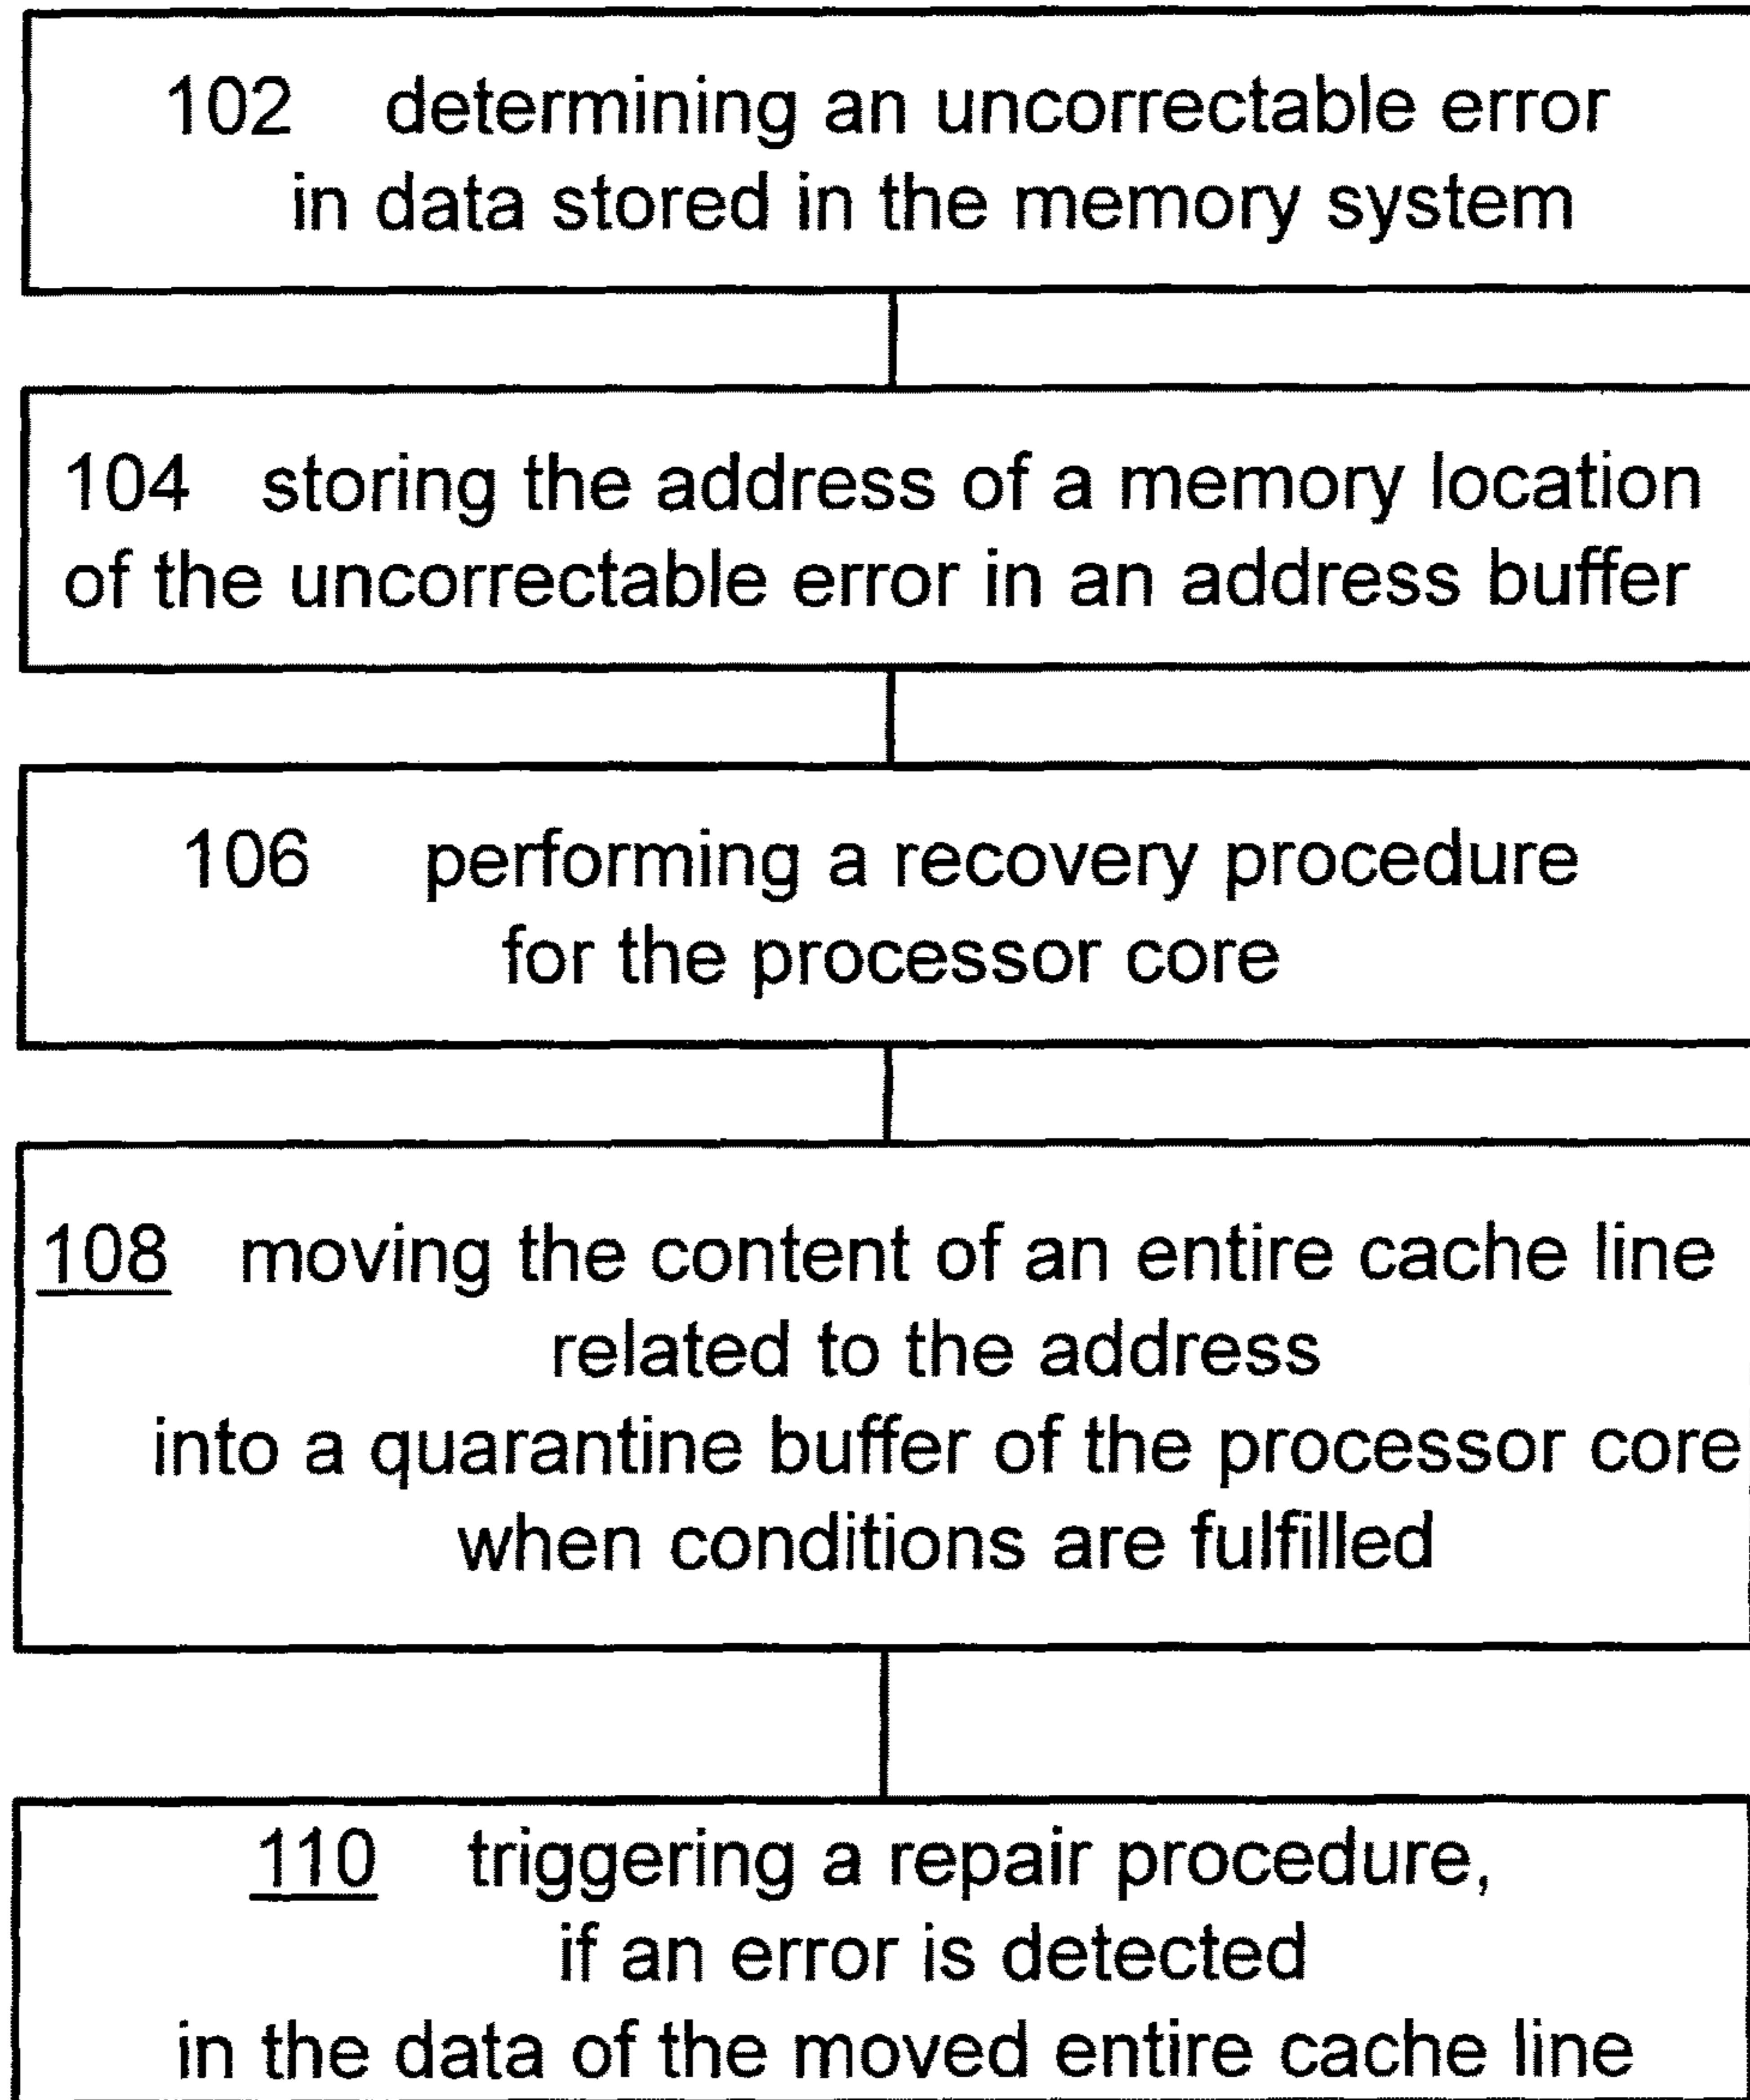 102 determining an uncorrectable error
in data stored in the memory system
104 storing the address of a memory location
of the uncorrectable error in an address buffer
106 performing a recovery procedure
for the processor core
108 moving the content of an entire cache line
related to the address
into a quarantine buffer of the processor core
when conditions are fulfilled
110 triggering a repair procedure,
if an error is detected
in the data of the moved entire cache line